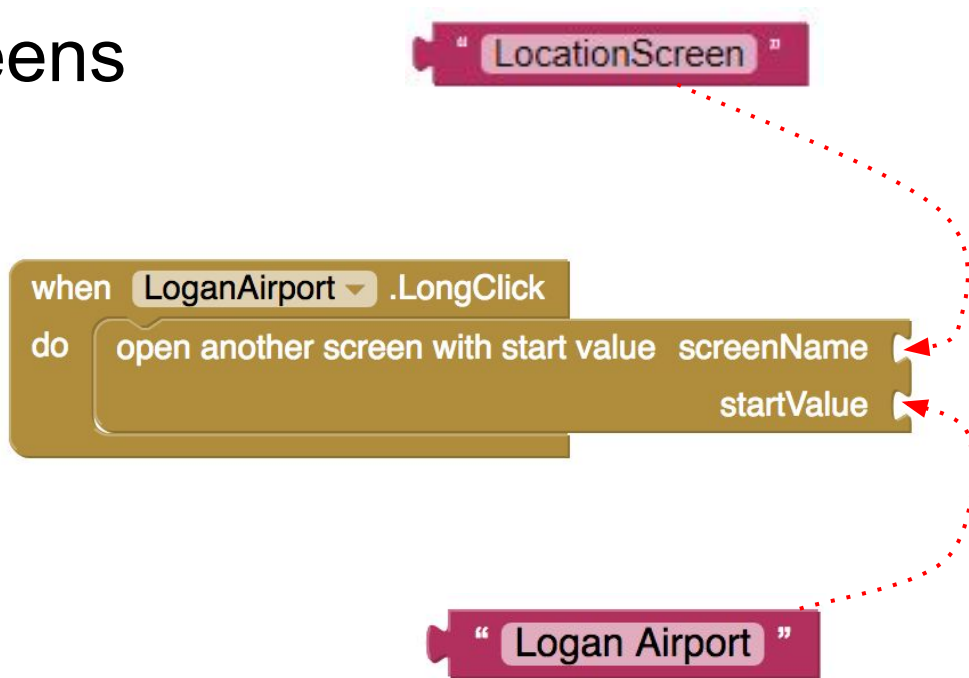 eens
“ LocationScreen ”
when LoganAirport .LongClick
do open another screen with start value screenName
startValue
“ Logan Airport ”